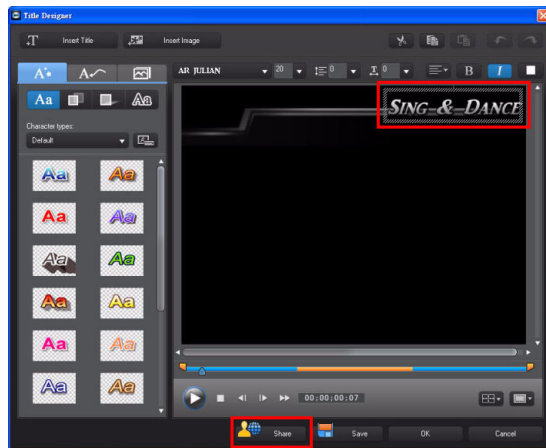 Title Designer
T Insert Title Insert Image
A A
AR JULIAN 20 0 T 0 B I
Aa Aa
Character types:
Default
SING & DANCE
Aa Aa
Aa Aa
Aa Aa
Aa Aa
Aa Aa
Aa Aa
00:00:00:07
Share Save OK Cancel